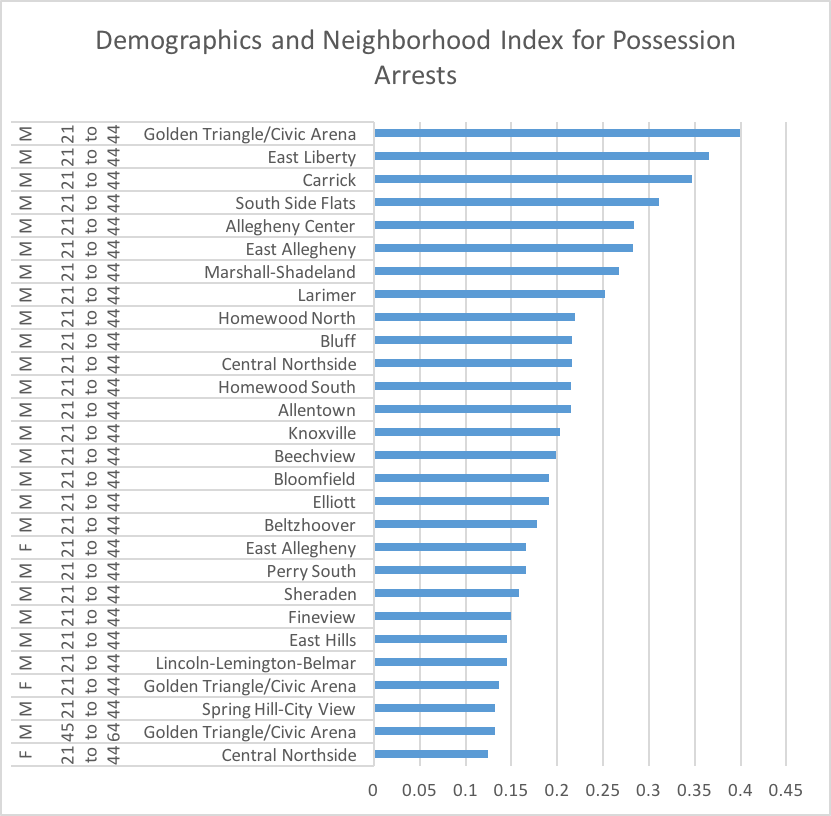 Demographics and Neighborhood Index for Possession
Arrests
M 21 to 44 Golden Triangle/Civic Arena
M 21 to 44 East Liberty
M 21 to 44 Carrick
M 21 to 44 South Side Flats
M 21 to 44 Allegheny Center
M 21 to 44 East Allegheny
M 21 to 44 Marshall-Shadeland
M 21 to 44 Larimer
M 21 to 44 Homewood North
M 21 to 44 Bluff
M 21 to 44 Central Northside
M 21 to 44 Homewood South
M 21 to 44 Allentown
M 21 to 44 Knoxville
M 21 to 44 Beechview
M 21 to 44 Bloomfield
M 21 to 44 Elliott
M 21 to 44 Beltzhoover
F 21 to 44 East Allegheny
M 21 to 44 Perry South
M 21 to 44 Sheraden
M 21 to 44 Fineview
M 21 to 44 East Hills
M 21 to 44 Lincoln-Lemington-Belmar
F 21 to 44 Golden Triangle/Civic Arena
M 21 to 44 Spring Hill-City View
M 45 to 64 Golden Triangle/Civic Arena
F 21 to 44 Central Northside
0 0.05 0.1 0.15 0.2 0.25 0.3 0.35 0.4 0.45